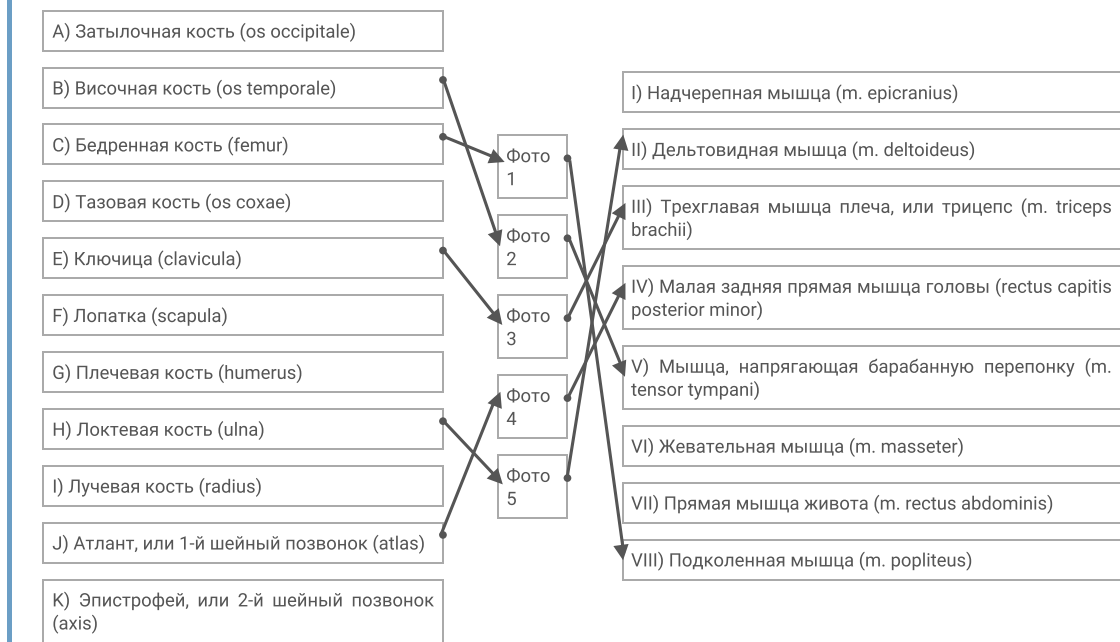 A) Затылочная кость (os occipitale)
B) Височная кость (os temporale)
C) Бедренная кость (femur)
D) Тазовая кость (os coxae)
E) Ключица (clavicula)
F) Лопатка (scapula)
G) Плечевая кость (humerus)
H) Локтевая кость (ulna)
I) Лучевая кость (radius)
J) Атлант, или 1-й шейный позвонок (atlas)
K) Эпистрофей, или 2-й шейный позвонок
(axis)
Фото
1
Фото
2
Фото
3
Фото
4
Фото
5
I) Надчерепная мышца (m. epicranius)
II) Дельтовидная мышца (m. deltoideus)
III) Трехглавая мышца плеча, или трицепс (m. triceps
brachii)
IV) Малая задняя прямая мышца головы (rectus capitis
posterior minor)
V) Мышца, напрягающая барабанную перепонку (m.
tensor tympani)
VI) Жевательная мышца (m. masseter)
VII) Прямая мышца живота (m. rectus abdominis)
VIII) Подколенная мышца (m. popliteus)